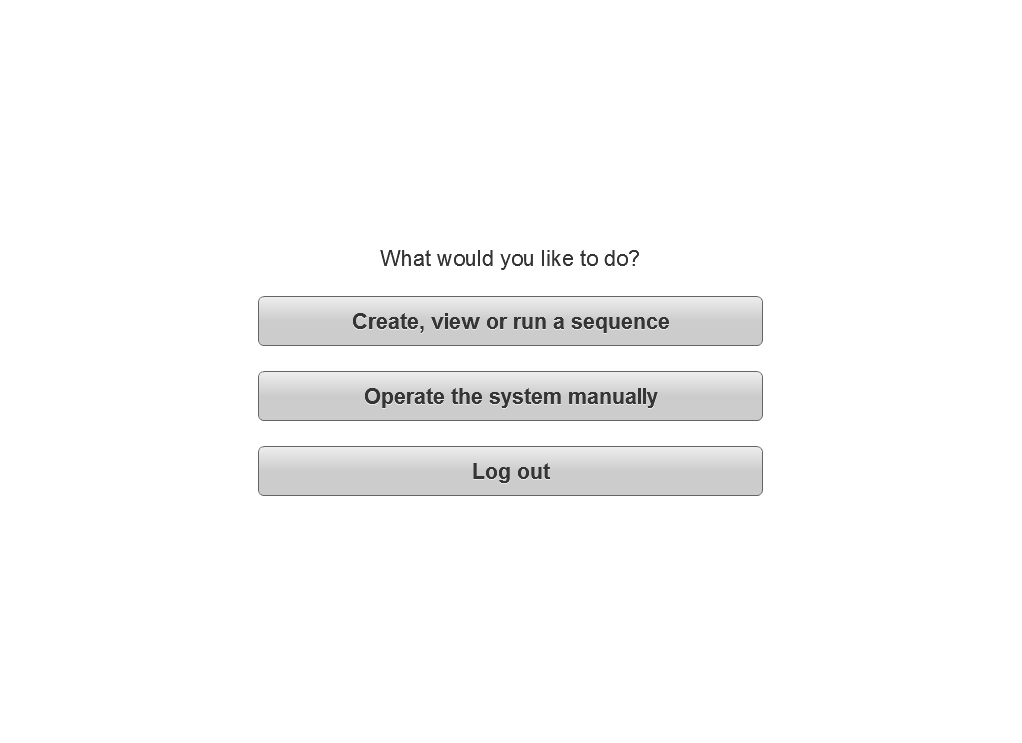 What would you like to do?
Create, view or run a sequence
Operate the system manually
Log out